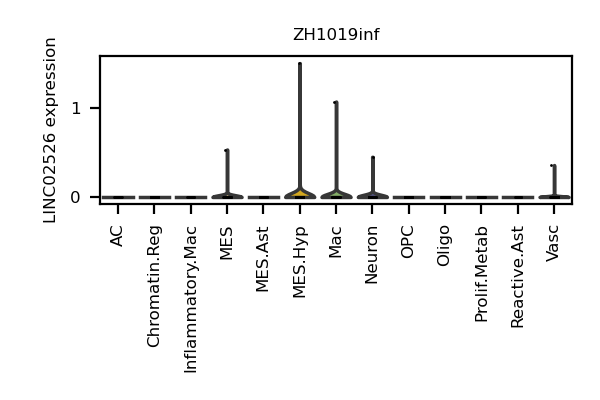 ZH1019inf
LINC02526 expression
1
0
AC
Chromatin.Reg
Inflammatory.Mac
MES
MES.Ast
MES.Hyp
Mac
Neuron
OPC
Oligo
Prolif.Metab
Reactive.Ast
Vasc